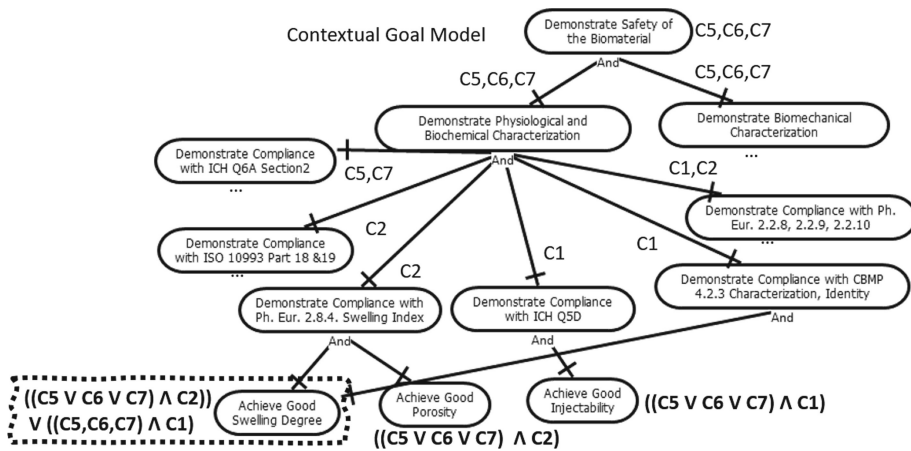 Contextual Goal Model
Demonstrate Safety of
the Biomaterial
C5,C6,C7
And
C5,C6,C7
C5,C6,C7
Demonstrate Physiological and
Biochemical Characterization
Demonstrate Biomechanical
Characterization
...
And
Demonstrate Compliance
with ICH Q6A Section2
...
C5,C7
C1,C2
Demonstrate Compliance with Ph.
Eur. 2.2.8, 2.2.9, 2.2.10
...
Demonstrate Compliance
with ISO 10993 Part 18 &19
...
C2
C2
C1
C1
Demonstrate Compliance with
Ph. Eur. 2.8.4. Swelling Index
And
Demonstrate Compliance
with ICH Q5D
And
Demonstrate Compliance with CBMP
4.2.3 Characterization, Identity
And
((C5 V C6 V C7) Λ C2))
V ((C5,C6,C7) Λ C1)
Achieve Good
Swelling Degree
Achieve Good
Porosity
((C5 V C6 V C7) Λ C2)
Achieve Good
Injectability
((C5 V C6 V C7) Λ C1)